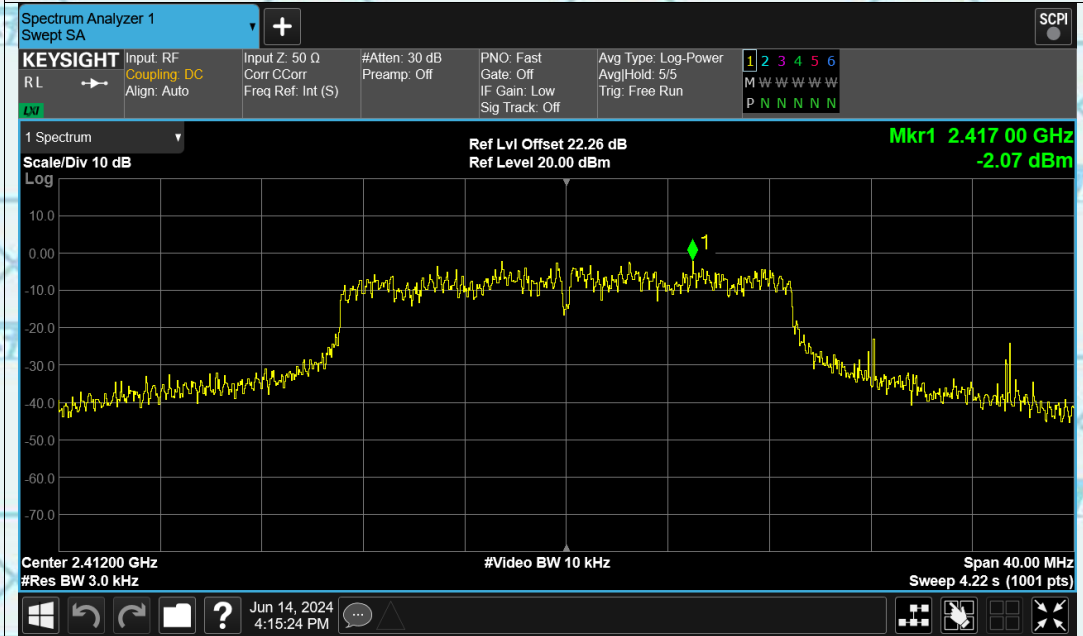 Spectrum Analyzer 1
Swept SA
+
SCPI
KEYSIGHT
R L
LXI
Input: RF
Coupling: DC
Align: Auto
Input Z: 50 Ω
Corr CCorr
Freq Ref: Int (S)
#Atten: 30 dB
Preamp: Off
PNO: Fast
Gate: Off
IF Gain: Low
Sig Track: Off
Avg Type: Log-Power
Avg|Hold: 5/5
Trig: Free Run
1 2 3 4 5 6
M W W W W W
P N N N N N
1 Spectrum
Scale/Div 10 dB
Log
Ref Lvl Offset 22.26 dB
Ref Level 20.00 dBm
Mkr1 2.417 00 GHz
-2.07 dBm
1
10.0
0.00
-10.0
-20.0
-30.0
-40.0
-50.0
-60.0
-70.0
Center 2.41200 GHz
#Res BW 3.0 kHz
#Video BW 10 kHz
Span 40.00 MHz
Sweep 4.22 s (1001 pts)
?
Jun 14, 2024
4:15:24 PM